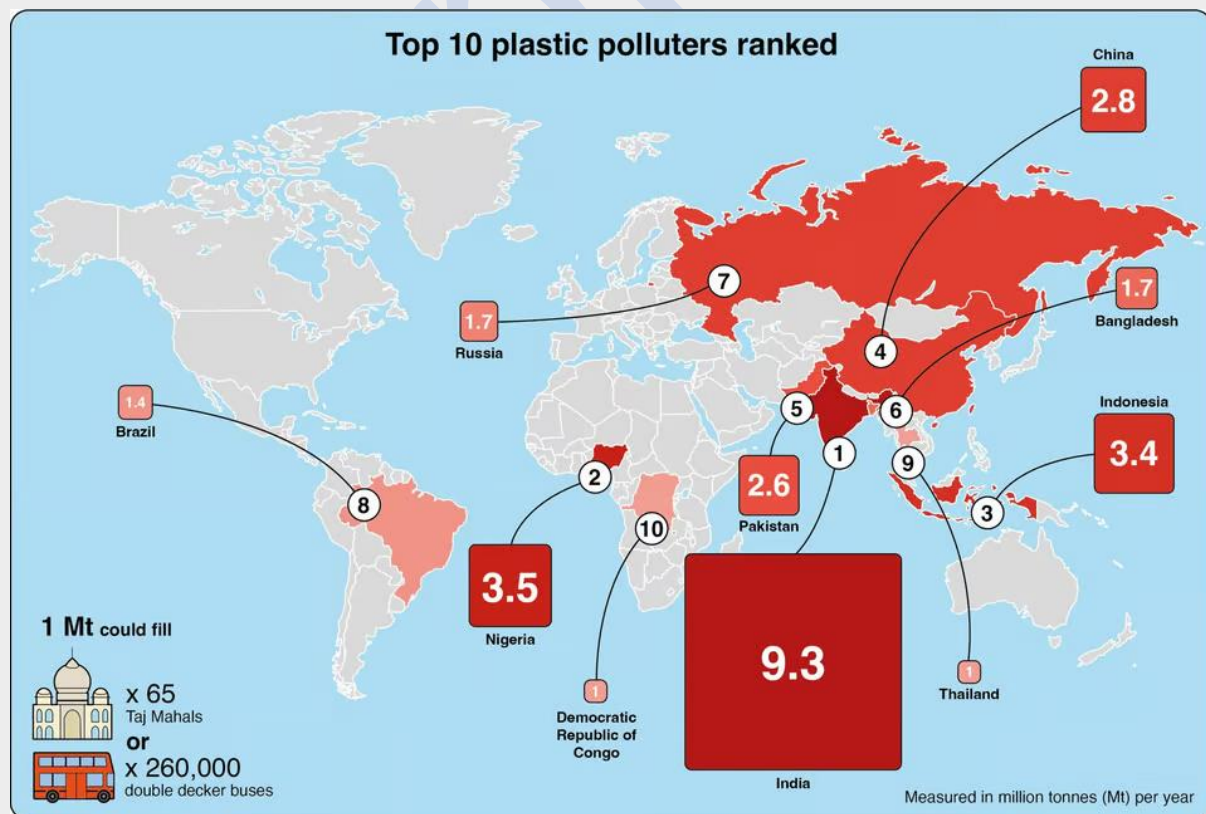 Top 10 plastic polluters ranked
China
2.8
7
1.7
Russia
1.7
Bangladesh
4
1.4
Brazil
5
6
Indonesia
3.4
1
9
2
2.6
Pakistan
8
3
10
3.5
Nigeria
9.3
India
1
Democratic
Republic of
Congo
1
Thailand
1 Mt could fill
x 65
Taj Mahals
or
x 260,000
double decker buses
Measured in million tonnes (Mt) per year